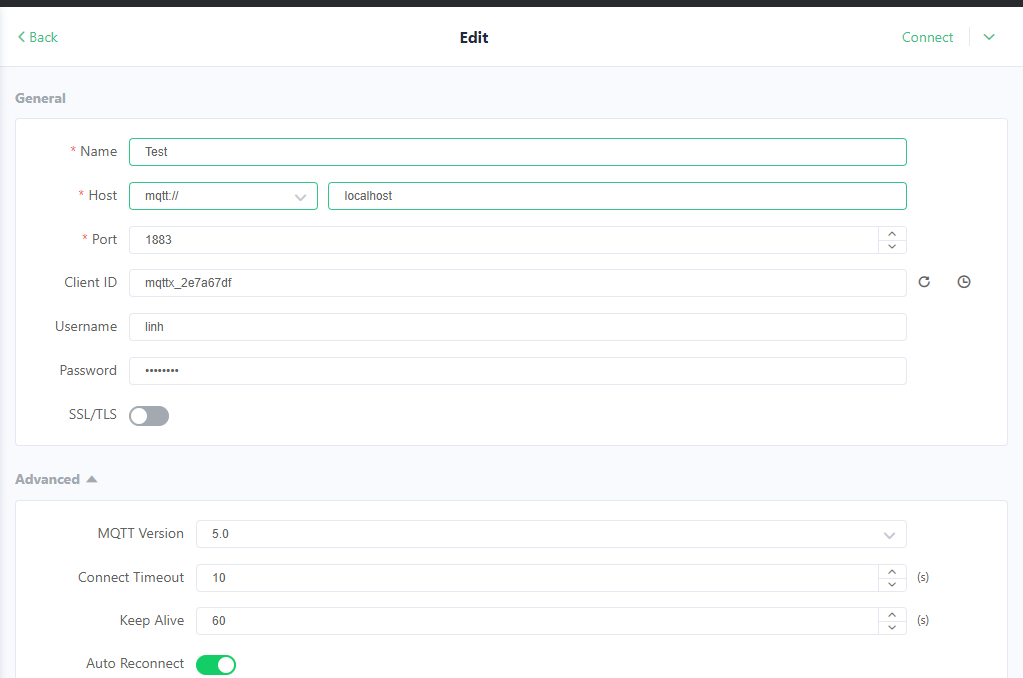 Back
Edit
Connect
General
* Name
Test
* Host
mqtt://
localhost
* Port
1883
Client ID
mqttx_2e7a67df
Username
linh
Password
••••••••
SSL/TLS
Advanced
MQTT Version
5.0
Connect Timeout
10
(s)
Keep Alive
60
(s)
Auto Reconnect